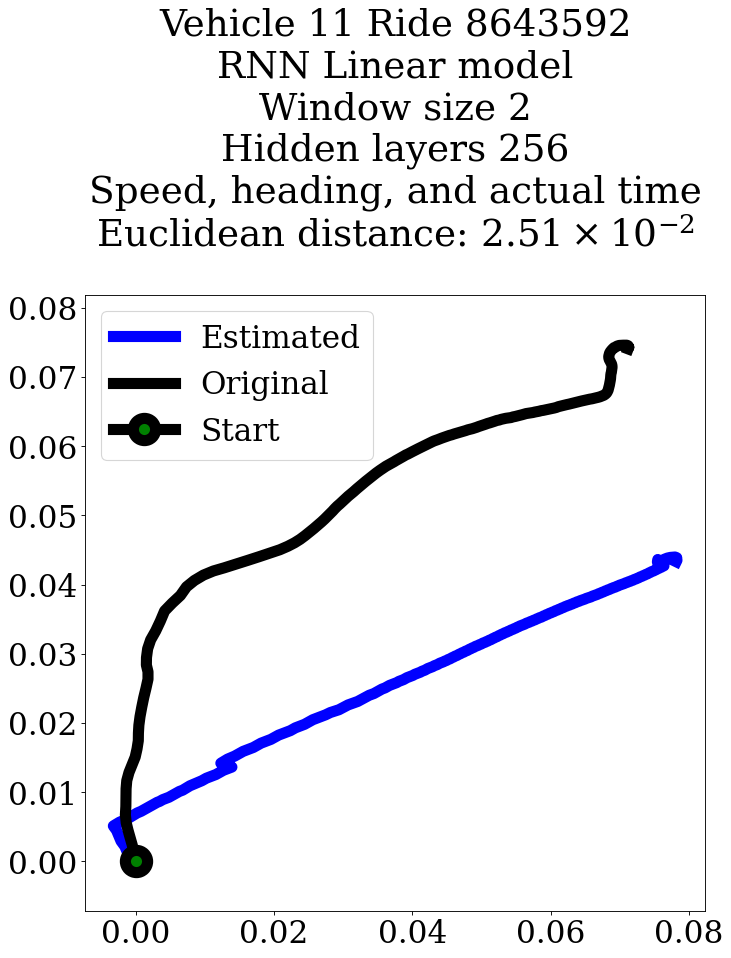 Vehicle 11 Ride 8643592
RNN Linear model
Window size 2
Hidden layers 256
Speed, heading, and actual time
Euclidean distance: 2.51 × 10⁻²
0.08
0.07
0.06
0.05
0.04
0.03
0.02
0.01
0.00
Estimated
Original
Start
0.00 0.02 0.04 0.06 0.08